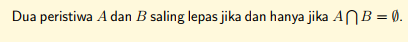 Dua peristiwa A dan B saling lepas jika dan hanya jika A ⋂ B = ∅.